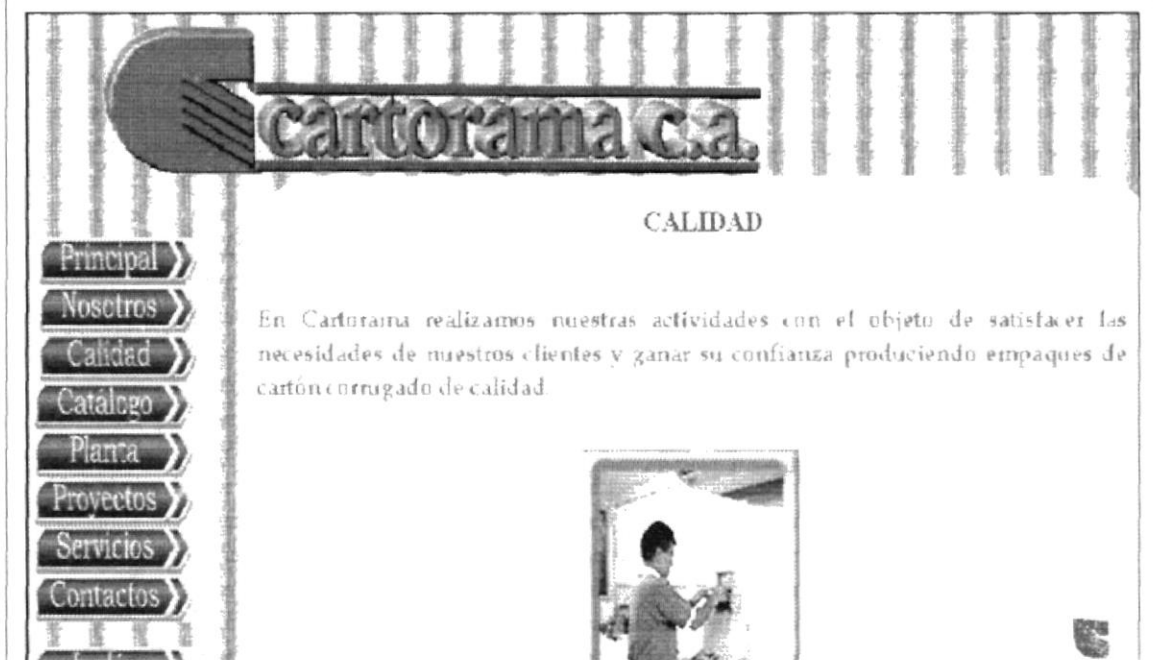 cartorama c.a.
CALIDAD
Principal
Nosotros
Calidad
Catálogo
Planta
Proyectos
Servicios
Contactos
En Cartorama realizamos nuestras actividades con el objeto de satisfacer las
necesidades de nuestros clientes y ganar su confianza produciendo empaques de
cartón corrugado de calidad.